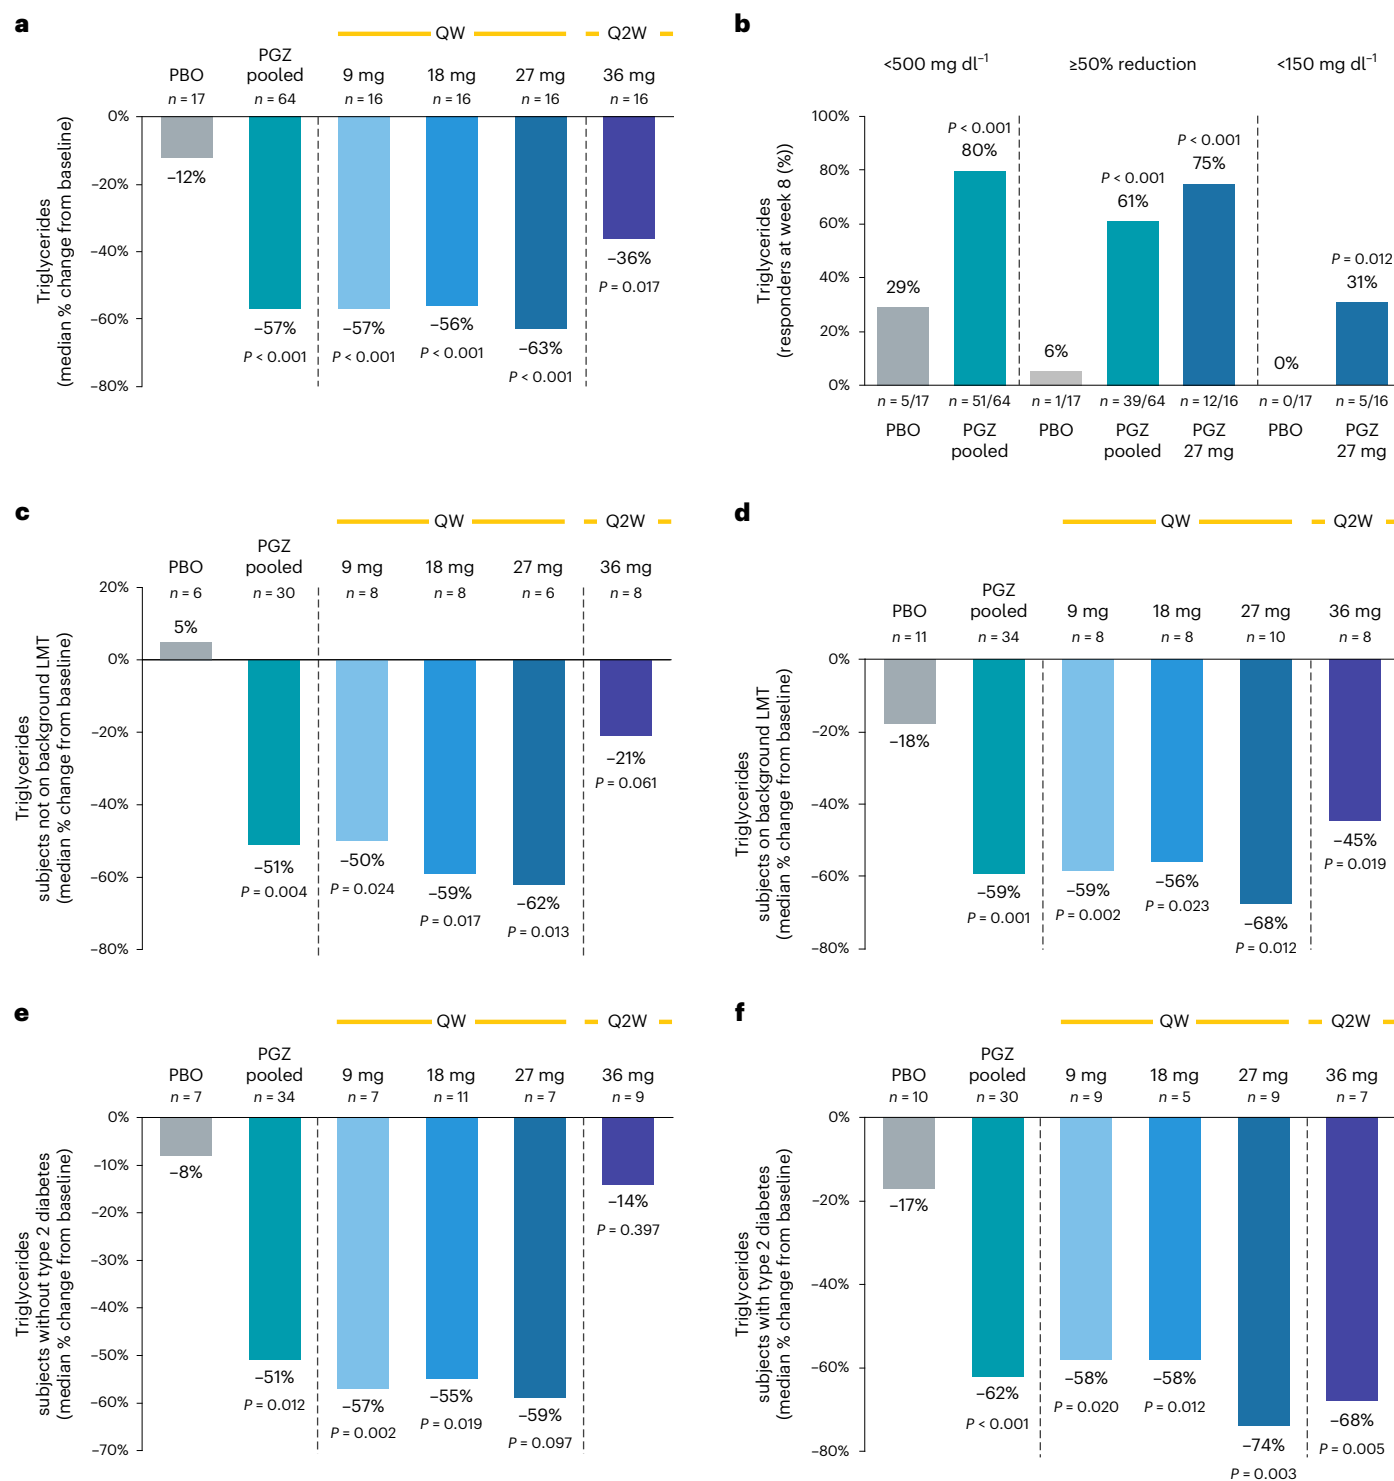 a
QW
Q2W
PBO
PGZ
pooled
9 mg
18 mg
27 mg
36 mg
n = 17
n = 64
n = 16
n = 16
n = 16
n = 16
Triglycerides
(median % change from baseline)
0%
−20%
−40%
−60%
−80%
−12%
−57%
P < 0.001
−57%
P < 0.001
−56%
P < 0.001
−63%
P < 0.001
−36%
P = 0.017
b
<500 mg dl−1
≥50% reduction
<150 mg dl−1
Triglycerides
(responders at week 8 (%))
100%
80%
60%
40%
20%
0%
29%
P < 0.001
80%
6%
P < 0.001
61%
P < 0.001
75%
0%
P = 0.012
31%
n = 5/17
n = 51/64
n = 1/17
n = 39/64
n = 12/16
n = 0/17
n = 5/16
PBO
PGZ
pooled
PBO
PGZ
pooled
PGZ
27 mg
PBO
PGZ
27 mg
c
QW
Q2W
PBO
PGZ
pooled
9 mg
18 mg
27 mg
36 mg
n = 6
n = 30
n = 8
n = 8
n = 6
n = 8
Triglycerides
subjects not on background LMT
(median % change from baseline)
20%
0%
−20%
−40%
−60%
−80%
5%
−51%
P = 0.004
−50%
P = 0.024
−59%
P = 0.017
−62%
P = 0.013
−21%
P = 0.061
d
QW
Q2W
PBO
PGZ
pooled
9 mg
18 mg
27 mg
36 mg
n = 11
n = 34
n = 8
n = 8
n = 10
n = 8
Triglycerides
subjects on background LMT
(median % change from baseline)
0%
−20%
−40%
−60%
−80%
−18%
−59%
P = 0.001
−59%
P = 0.002
−56%
P = 0.023
−68%
P = 0.012
−45%
P = 0.019
e
QW
Q2W
PBO
PGZ
pooled
9 mg
18 mg
27 mg
36 mg
n = 7
n = 34
n = 7
n = 11
n = 7
n = 9
Triglycerides
subjects without type 2 diabetes
(median % change from baseline)
0%
−10%
−20%
−30%
−40%
−50%
−60%
−70%
−8%
−51%
P = 0.012
−57%
P = 0.002
−55%
P = 0.019
−59%
P = 0.097
−14%
P = 0.397
f
QW
Q2W
PBO
PGZ
pooled
9 mg
18 mg
27 mg
36 mg
n = 10
n = 30
n = 9
n = 5
n = 9
n = 7
Triglycerides
subjects with type 2 diabetes
(median % change from baseline)
0%
−20%
−40%
−60%
−80%
−17%
−62%
P < 0.001
−58%
P = 0.020
−58%
P = 0.012
−74%
P = 0.003
−68%
P = 0.005